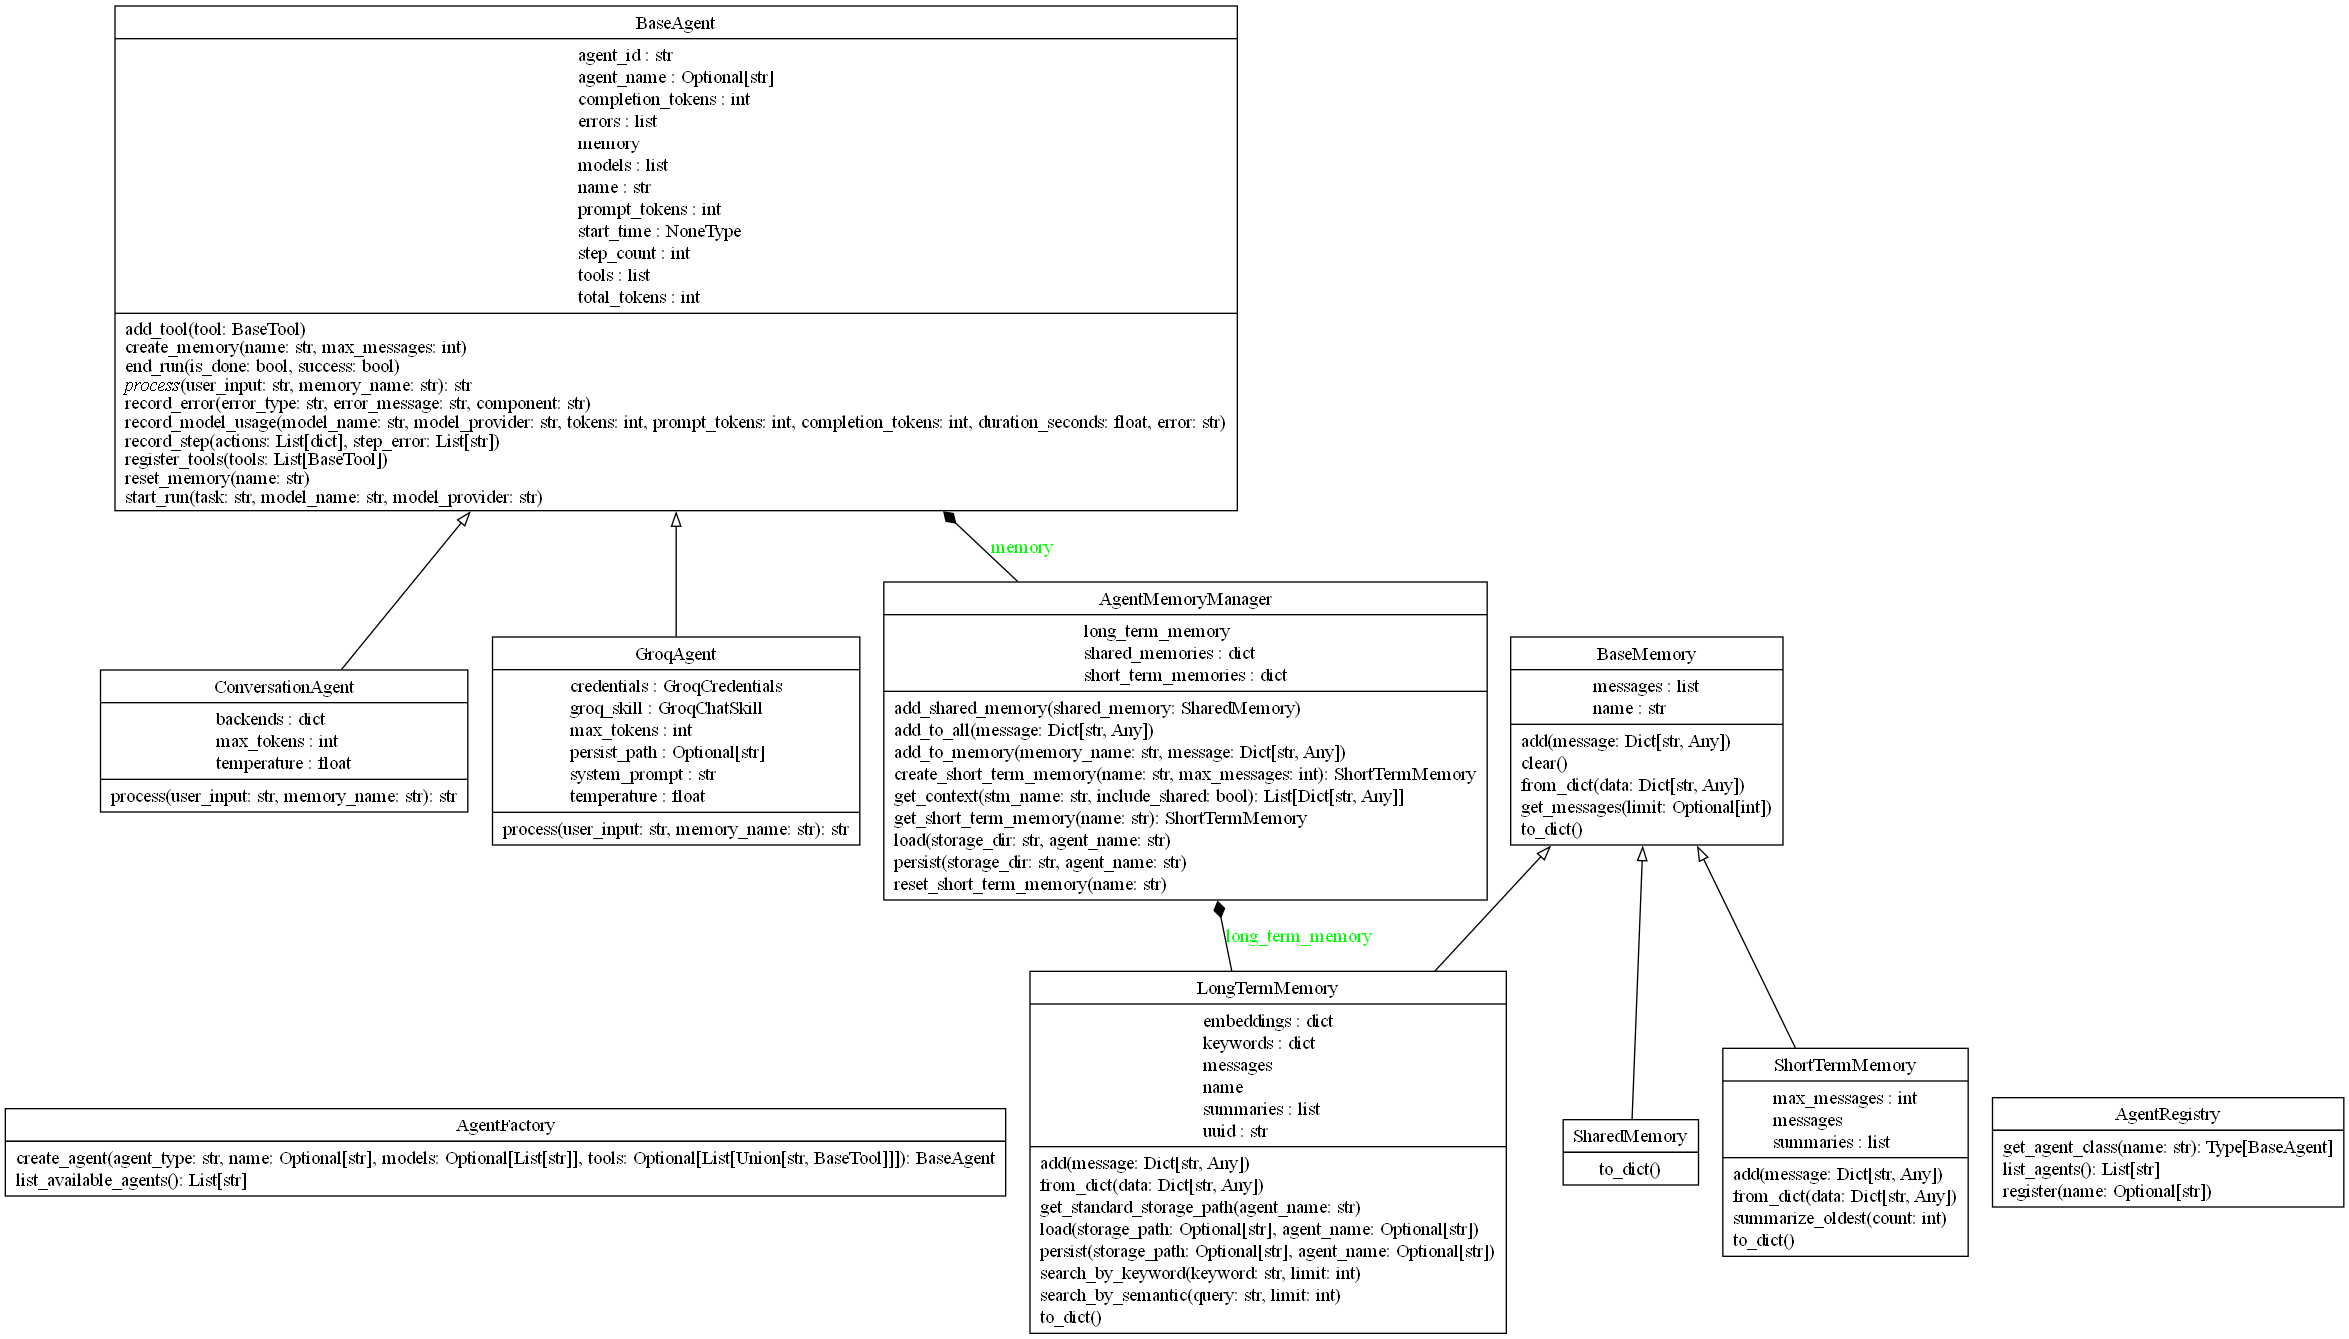 BaseAgent
agent_id : str
agent_name : Optional[str]
completion_tokens : int
errors : list
memory
models : list
name : str
prompt_tokens : int
start_time : NoneType
step_count : int
tools : list
total_tokens : int
add_tool(tool: BaseTool)
create_memory(name: str, max_messages: int)
end_run(is_done: bool, success: bool)
process(user_input: str, memory_name: str): str
record_error(error_type: str, error_message: str, component: str)
record_model_usage(model_name: str, model_provider: str, tokens: int, prompt_tokens: int, completion_tokens: int, duration_seconds: float, error: str)
record_step(actions: List[dict], step_error: List[str])
register_tools(tools: List[BaseTool])
reset_memory(name: str)
start_run(task: str, model_name: str, model_provider: str)
memory
ConversationAgent
backends : dict
max_tokens : int
temperature : float
process(user_input: str, memory_name: str): str
GroqAgent
credentials : GroqCredentials
groq_skill : GroqChatSkill
max_tokens : int
persist_path : Optional[str]
system_prompt : str
temperature : float
process(user_input: str, memory_name: str): str
AgentMemoryManager
long_term_memory
shared_memories : dict
short_term_memories : dict
add_shared_memory(shared_memory: SharedMemory)
add_to_all(message: Dict[str, Any])
add_to_memory(memory_name: str, message: Dict[str, Any])
create_short_term_memory(name: str, max_messages: int): ShortTermMemory
get_context(stm_name: str, include_shared: bool): List[Dict[str, Any]]
get_short_term_memory(name: str): ShortTermMemory
load(storage_dir: str, agent_name: str)
persist(storage_dir: str, agent_name: str)
reset_short_term_memory(name: str)
BaseMemory
messages : list
name : str
add(message: Dict[str, Any])
clear()
from_dict(data: Dict[str, Any])
get_messages(limit: Optional[int])
to_dict()
long_term_memory
AgentFactory
create_agent(agent_type: str, name: Optional[str], models: Optional[List[str]], tools: Optional[List[Union[str, BaseTool]]]): BaseAgent
list_available_agents(): List[str]
LongTermMemory
embeddings : dict
keywords : dict
messages
name
summaries : list
uuid : str
add(message: Dict[str, Any])
from_dict(data: Dict[str, Any])
get_standard_storage_path(agent_name: str)
load(storage_path: Optional[str], agent_name: Optional[str])
persist(storage_path: Optional[str], agent_name: Optional[str])
search_by_keyword(keyword: str, limit: int)
search_by_semantic(query: str, limit: int)
to_dict()
SharedMemory
to_dict()
ShortTermMemory
max_messages : int
messages
summaries : list
add(message: Dict[str, Any])
from_dict(data: Dict[str, Any])
summarize_oldest(count: int)
to_dict()
AgentRegistry
get_agent_class(name: str): Type[BaseAgent]
list_agents(): List[str]
register(name: Optional[str])